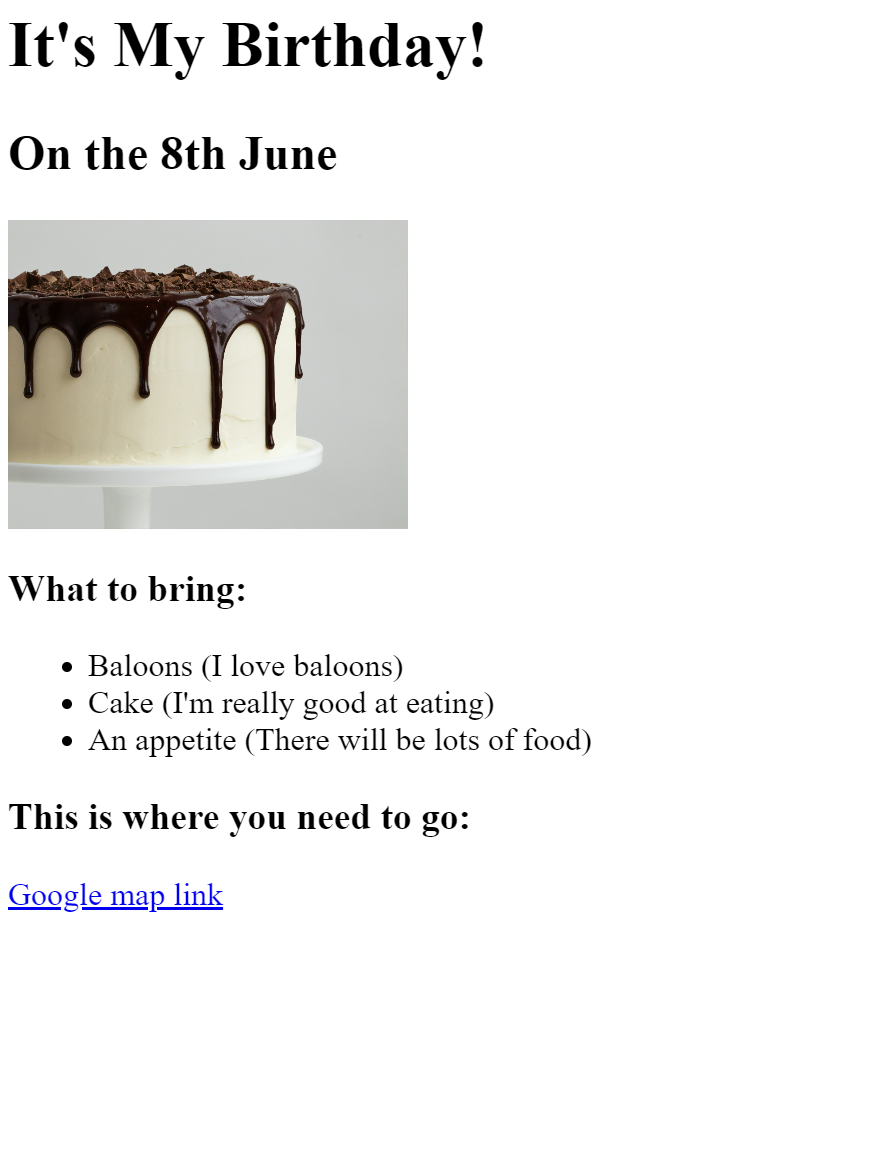 It's My Birthday!
On the 8th June
What to bring:
Baloons (I love baloons)
Cake (I'm really good at eating)
An appetite (There will be lots of food)
This is where you need to go:
Google map link